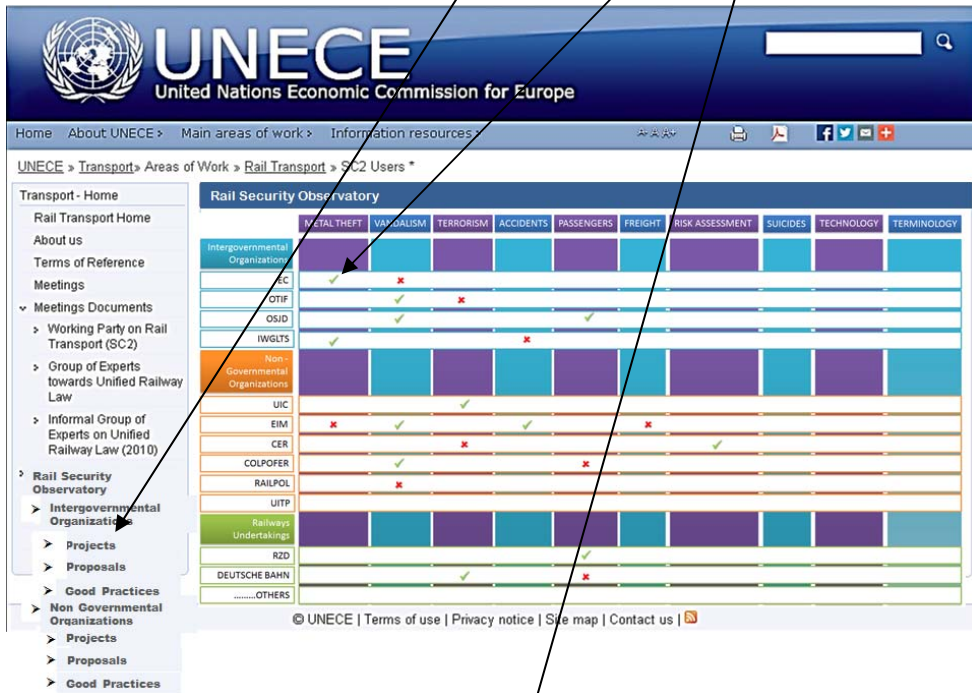 UNECE
United Nations Economic Commission for Europe
Home About UNECE > Main areas of work > Information resources >
A- A A+
UNECE » Transport» Areas of Work » Rail Transport » SC2 Users *
Transport - Home
Rail Transport Home
About us
Terms of Reference
Meetings
Meetings Documents
Working Party on Rail
Transport (SC2)
Group of Experts
towards Unified Railway
Law
Informal Group of
Experts on Unified
Railway Law (2010)
Rail Security
Observatory
Intergovernmental
Organizations
Projects
Proposals
Good Practices
Non Governmental
Organizations
Projects
Proposals
Good Practices
Rail Security Observatory
METAL THEFT VANDALISM TERRORISM ACCIDENTS PASSENGERS FREIGHT RISK ASSESSMENT SUICIDES TECHNOLOGY TERMINOLOGY
Intergovernmental
Organizations
EC
OTIF
OSJD
IWGLTS
Non -
Governmental
Organizations
UIC
EIM
CER
COLPOFER
RAILPOL
UITP
Railways
Undertakings
RZD
DEUTSCHE BAHN
.........OTHERS
© UNECE | Terms of use | Privacy notice | Site map | Contact us |